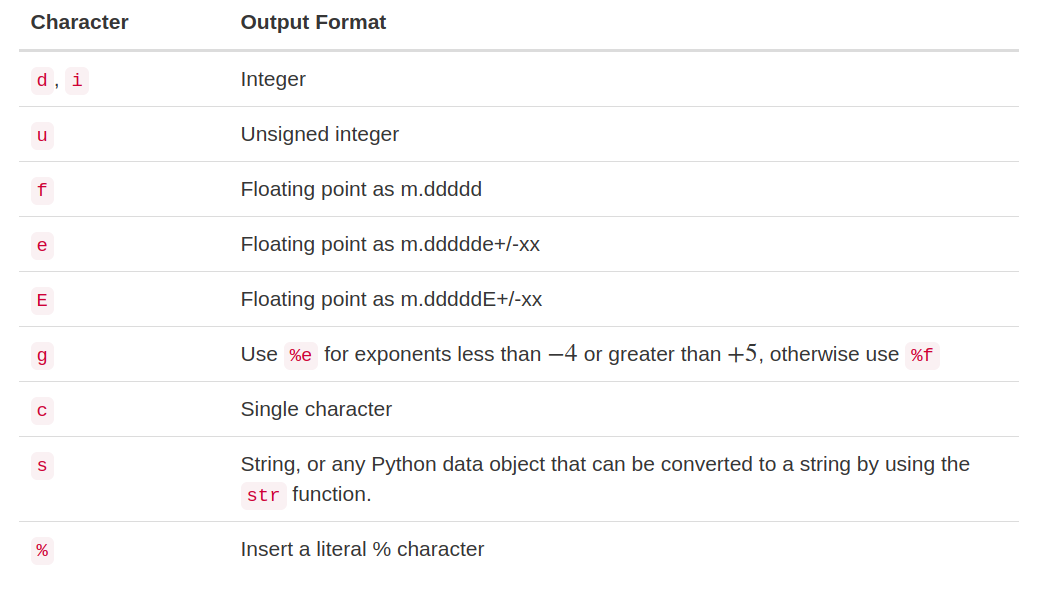 Character Output Format
d, i Integer
u Unsigned integer
f Floating point as m.ddddd
e Floating point as m.ddddde+/-xx
E Floating point as m.dddddE+/-xx
g Use %e for exponents less than −4 or greater than +5, otherwise use %f
c Single character
s String, or any Python data object that can be converted to a string by using the
str function.
% Insert a literal % character